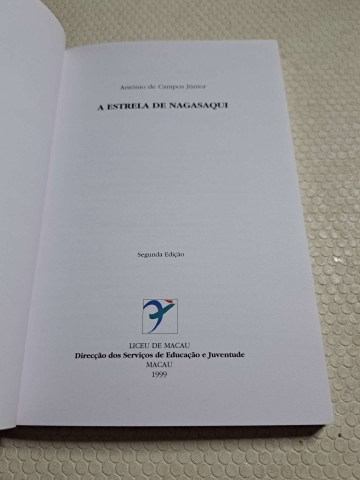 António de Campos Júnior
A ESTRELA DE NAGASAQUI
Segunda Edição
LICEU DE MACAU
Direcção dos Serviços de Educação e Juventude
MACAU
1999